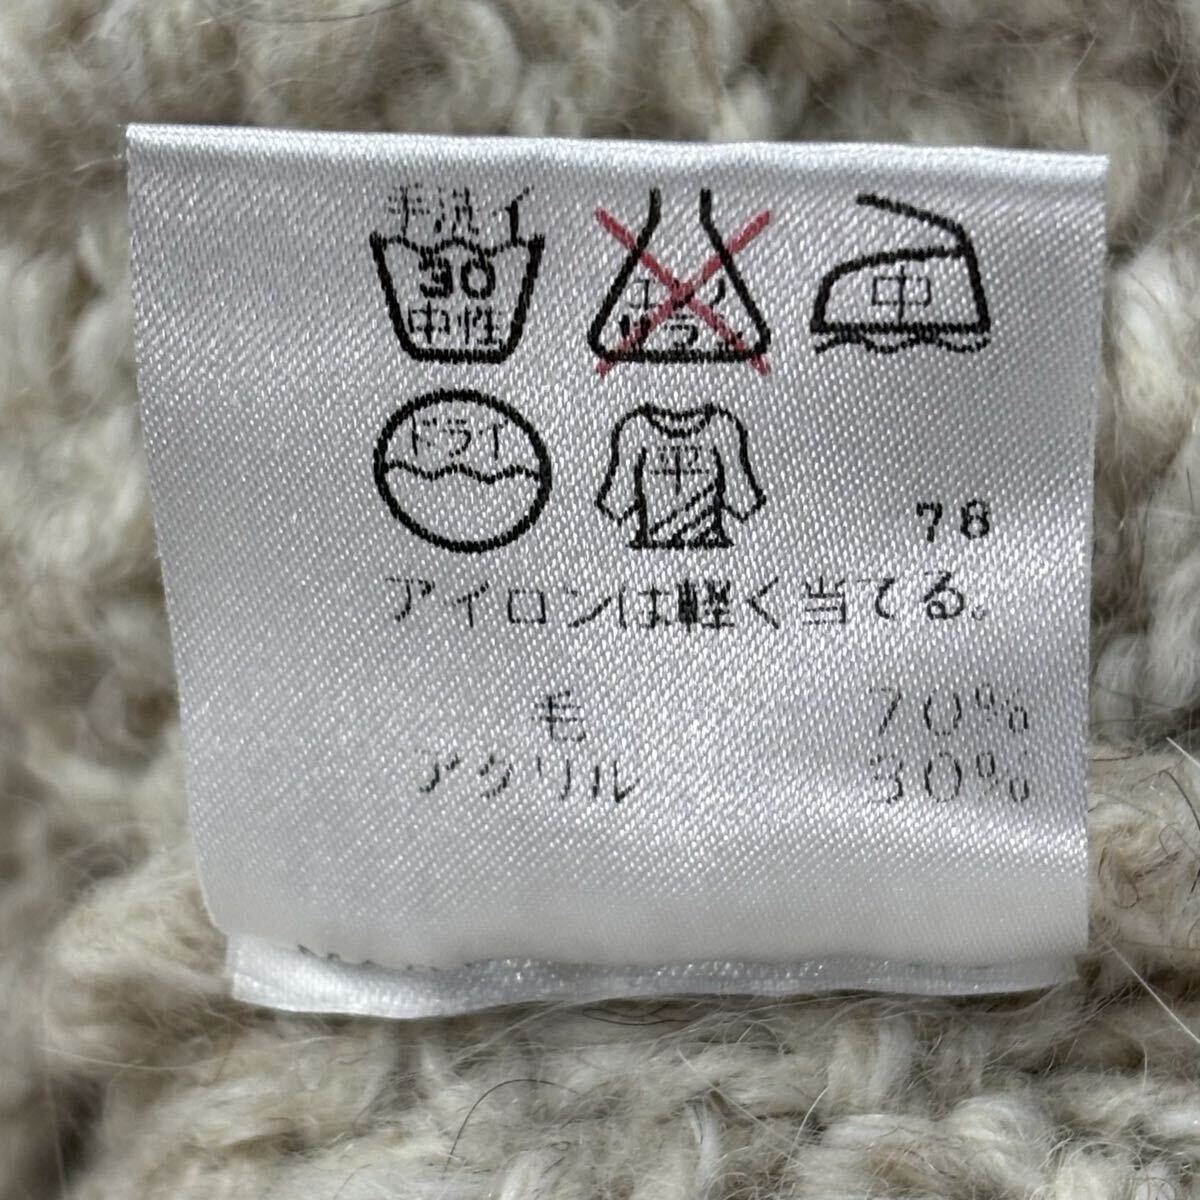 手洗イ
30
中性
エンソ
サラシ
中
ドライ
平
78
アイロンは軽く当てる。
毛 70%
アクリル 30%